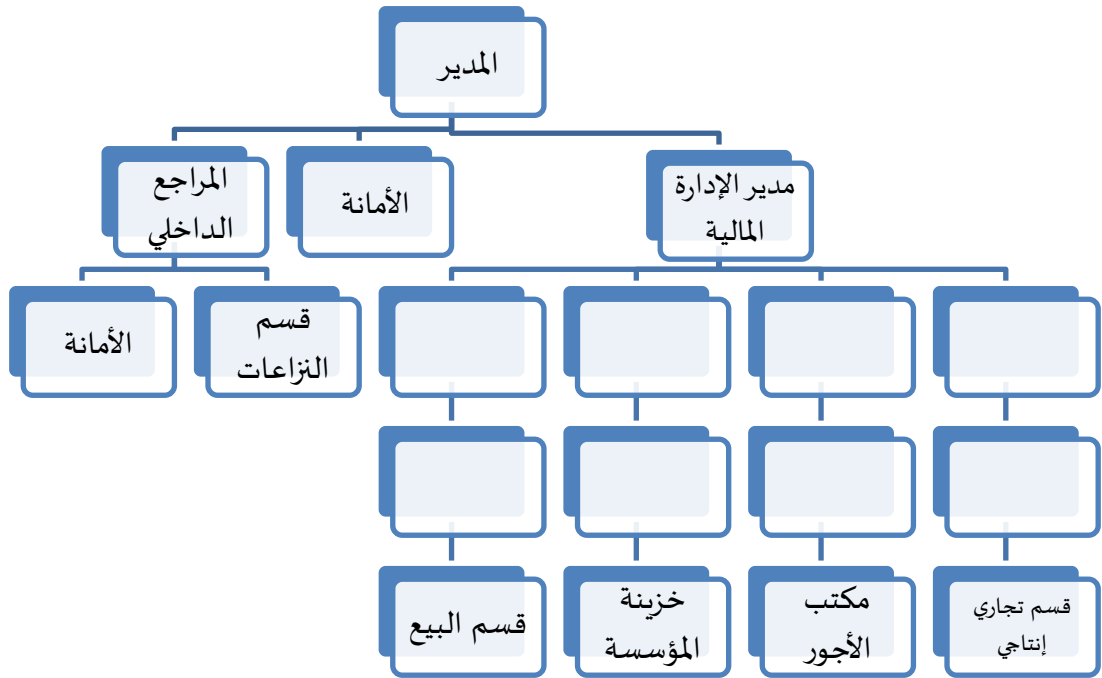 المدير
مدير الإدارة
المالية
الأمانة
المراجع
الداخلي
قسم
النزاعات
الأمانة
قسم تجاري
إنتاجي
مكتب
الأجور
خزينة
المؤسسة
قسم البيع